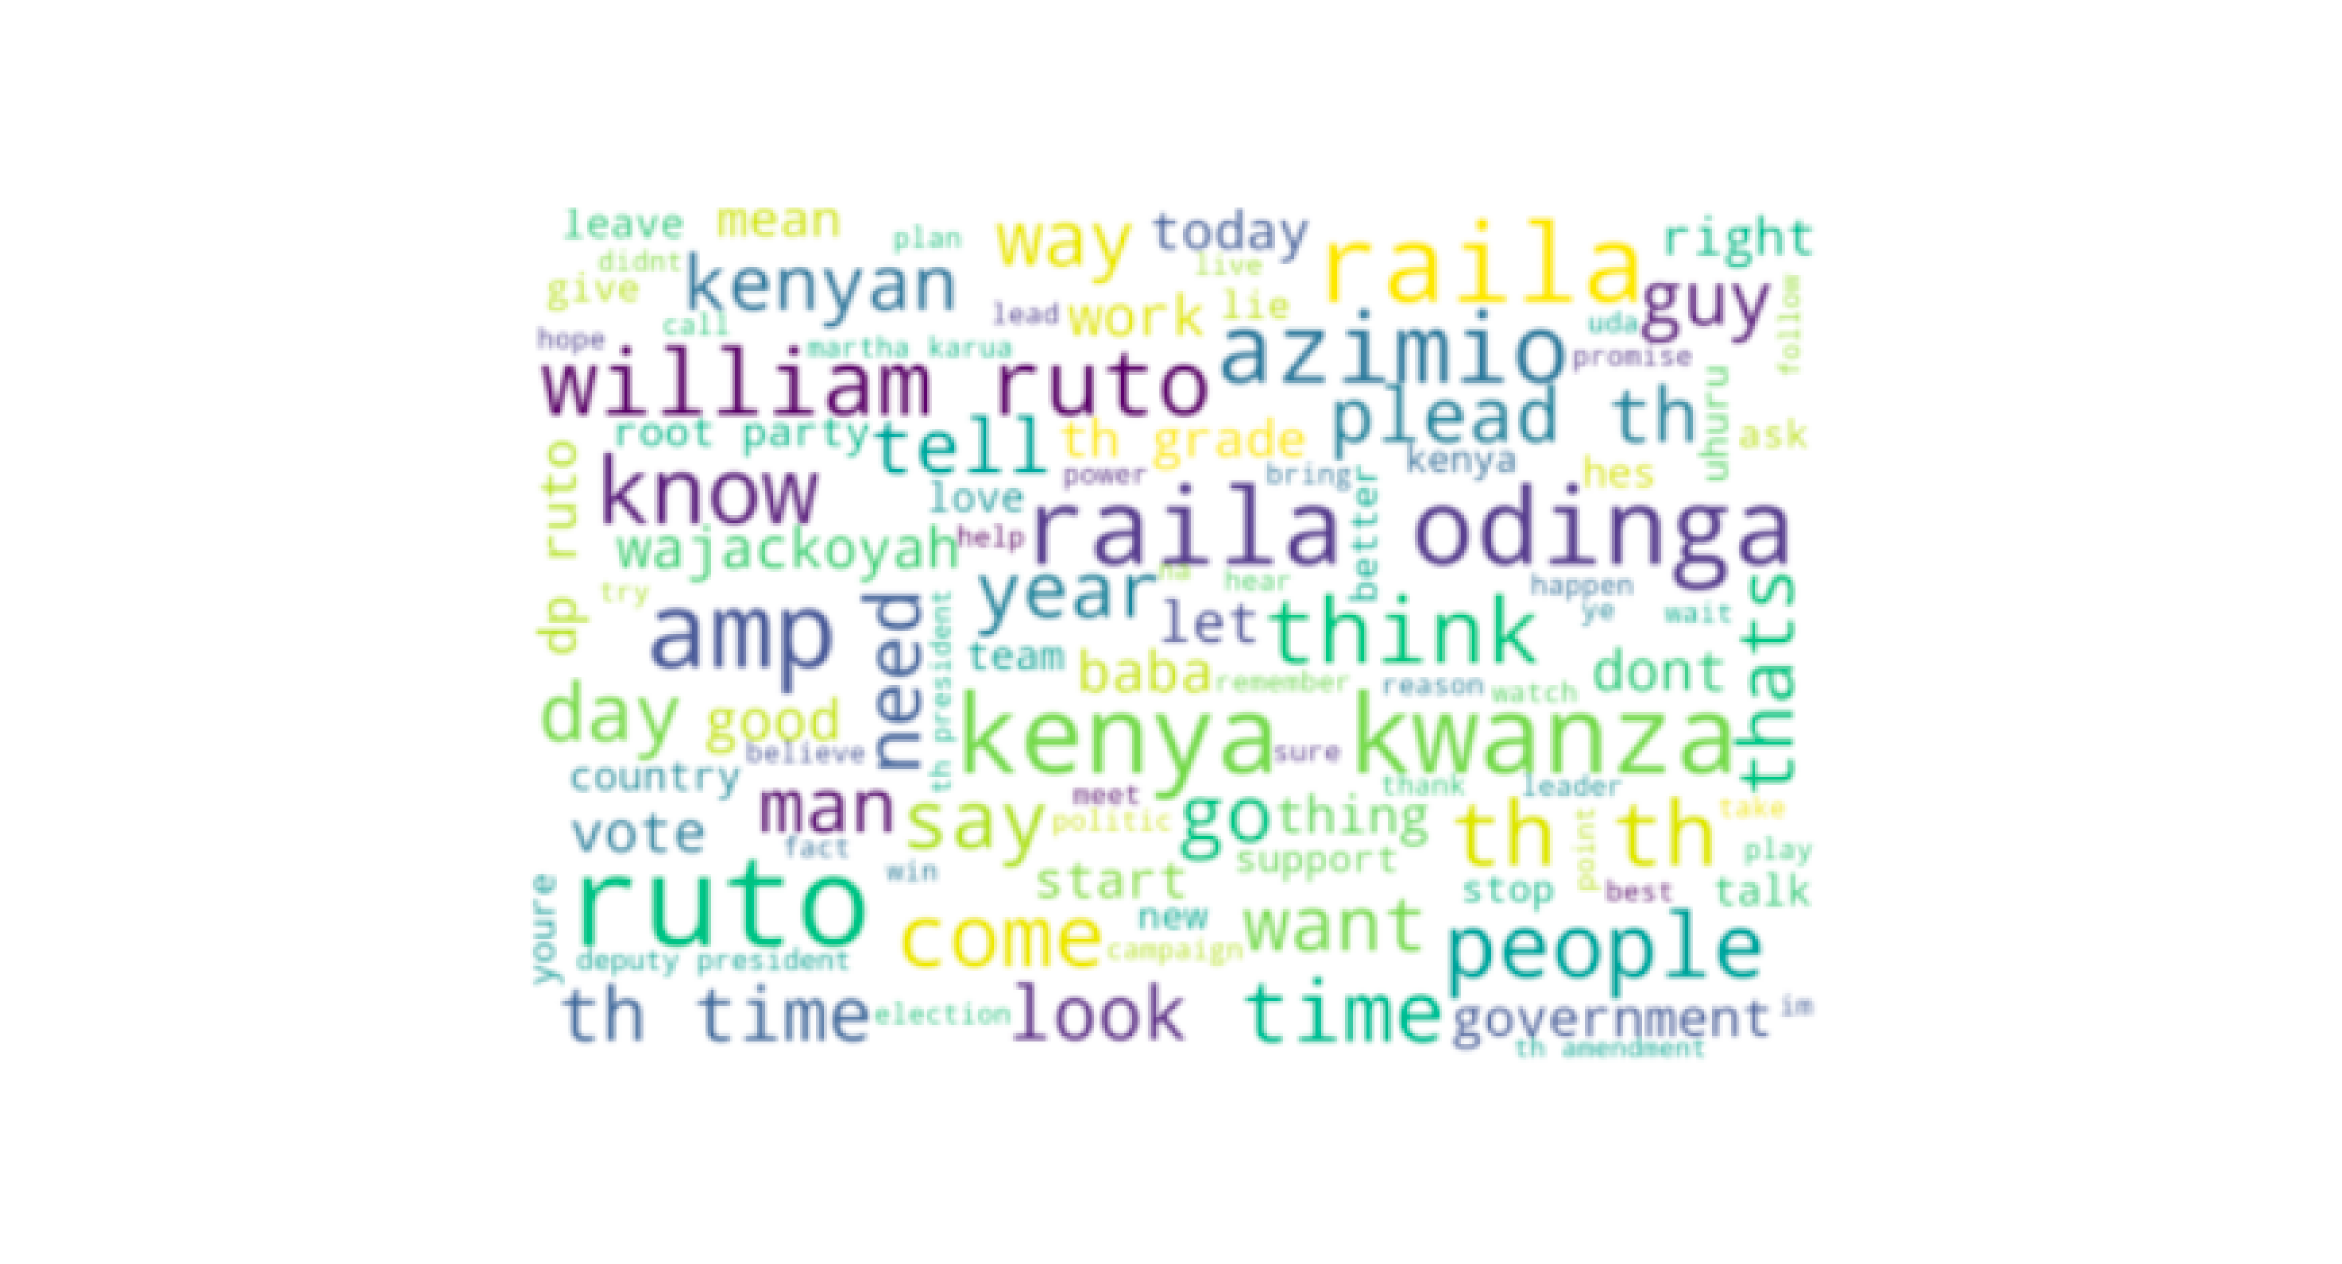 leave mean plan way today raila right
didnt live
give kenyan guy follow
hope call lead work lie azimio uda
martha karua promise
william ruto plead th uhuru
root party tell th grade kenya ask
dp ruto know power bring hes
love better
wajackoyah help raila odinga
try year na hear happen
amp need th president let think ye wait thats
team baba remember reason watch dont
day good kenya kwanza
believe sure
country thank leader
man say meet go thing th th take
vote politic
fact point play
ruto win start support
youre stop best talk
come new want people
deputy president campaign
th time election look time government im
th amendment